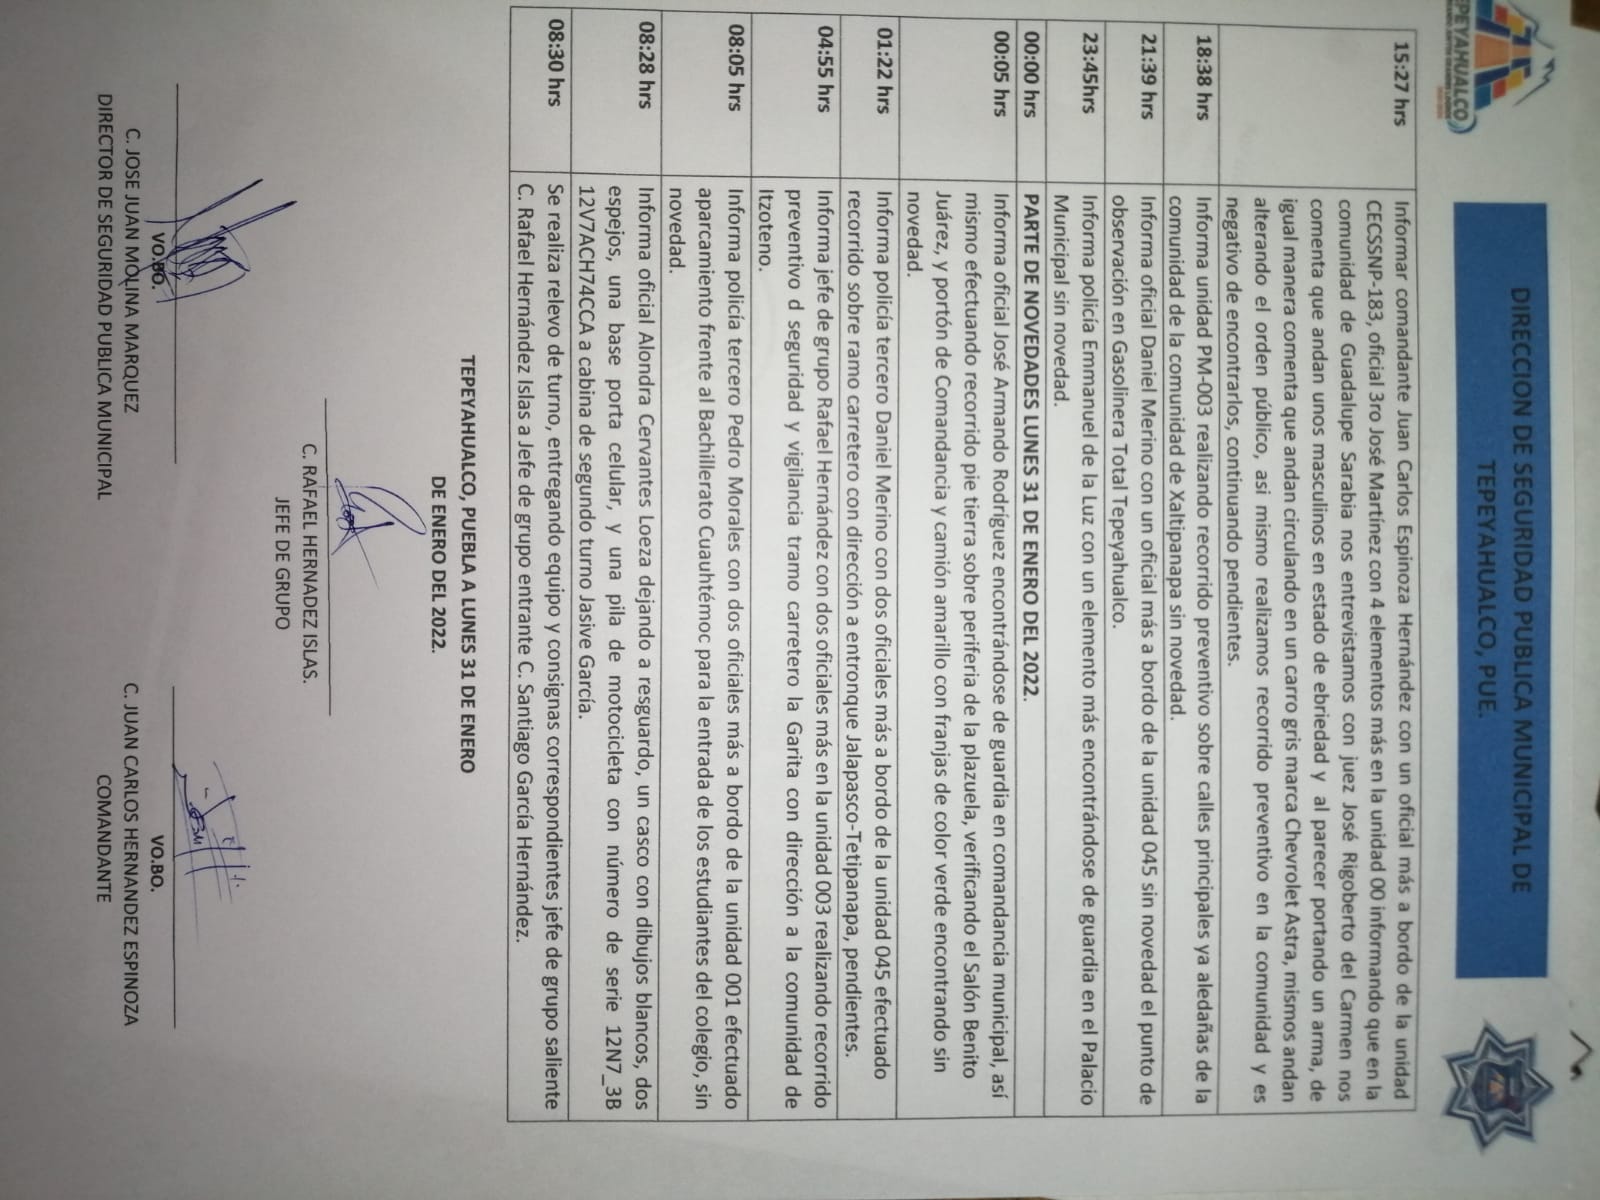 TEPEYAHUALCO
DIRECCION DE SEGURIDAD PUBLICA MUNICIPAL DE
TEPEYAHUALCO, PUE.
15:27 hrs
Informar comandante Juan Carlos Espinoza Hernández con un oficial más a bordo de la unidad
CECSSNP-183, oficial 3ro José Martínez con 4 elementos más en la unidad 00 informando que en la
comunidad de Guadalupe Sarabia nos entrevistamos con juez José Rigoberto del Carmen nos
comenta que andan unos masculinos en estado de ebriedad y al parecer portando un arma, de
igual manera comenta que andan circulando en un carro gris marca Chevrolet Astra, mismos andan
alterando el orden público, asi mismo realizamos recorrido preventivo en la comunidad y es
negativo de encontrarlos, continuando pendientes.
18:38 hrs
Informa unidad PM-003 realizando recorrido preventivo sobre calles principales ya aledañas de la
comunidad de la comunidad de Xaltipanapa sin novedad.
21:39 hrs
Informa oficial Daniel Merino con un oficial más a bordo de la unidad 045 sin novedad el punto de
observación en Gasolinera Total Tepeyahualco.
23:45hrs
Informa policía Emmanuel de la Luz con un elemento más encontrándose de guardia en el Palacio
Municipal sin novedad.
00:00 hrs
PARTE DE NOVEDADES LUNES 31 DE ENERO DEL 2022.
00:05 hrs
Informa oficial José Armando Rodríguez encontrándose de guardia en comandancia municipal, así
mismo efectuando recorrido pie tierra sobre periferia de la plazuela, verificando el Salón Benito
Juárez, y portón de Comandancia y camión amarillo con franjas de color verde encontrando sin
novedad.
01:22 hrs
Informa policía tercero Daniel Merino con dos oficiales más a bordo de la unidad 045 efectuado
recorrido sobre ramo carretero con dirección a entronque Jalapasco-Tetipanapa, pendientes.
04:55 hrs
Informa jefe de grupo Rafael Hernández con dos oficiales más en la unidad 003 realizando recorrido
preventivo d seguridad y vigilancia tramo carretero la Garita con dirección a la comunidad de
Itzoteno.
08:05 hrs
Informa policía tercero Pedro Morales con dos oficiales más a bordo de la unidad 001 efectuado
aparcamiento frente al Bachillerato Cuauhtémoc para la entrada de los estudiantes del colegio, sin
novedad.
08:28 hrs
Informa oficial Alondra Cervantes Loeza dejando a resguardo, un casco con dibujos blancos, dos
espejos, una base porta celular, y una pila de motocicleta con número de serie 12N7_3B
12V7ACH74CCA a cabina de segundo turno Jasive García.
08:30 hrs
Se realiza relevo de turno, entregando equipo y consignas correspondientes jefe de grupo saliente
C. Rafael Hernández Islas a Jefe de grupo entrante C. Santiago García Hernández.
TEPEYAHUALCO, PUEBLA A LUNES 31 DE ENERO
DE ENERO DEL 2022.
C. RAFAEL HERNADEZ ISLAS.
JEFE DE GRUPO
VO.BO.
C. JOSE JUAN MOLINA MARQUEZ
DIRECTOR DE SEGURIDAD PUBLICA MUNICIPAL
VO.BO.
C. JUAN CARLOS HERNANDEZ ESPINOZA
COMANDANTE